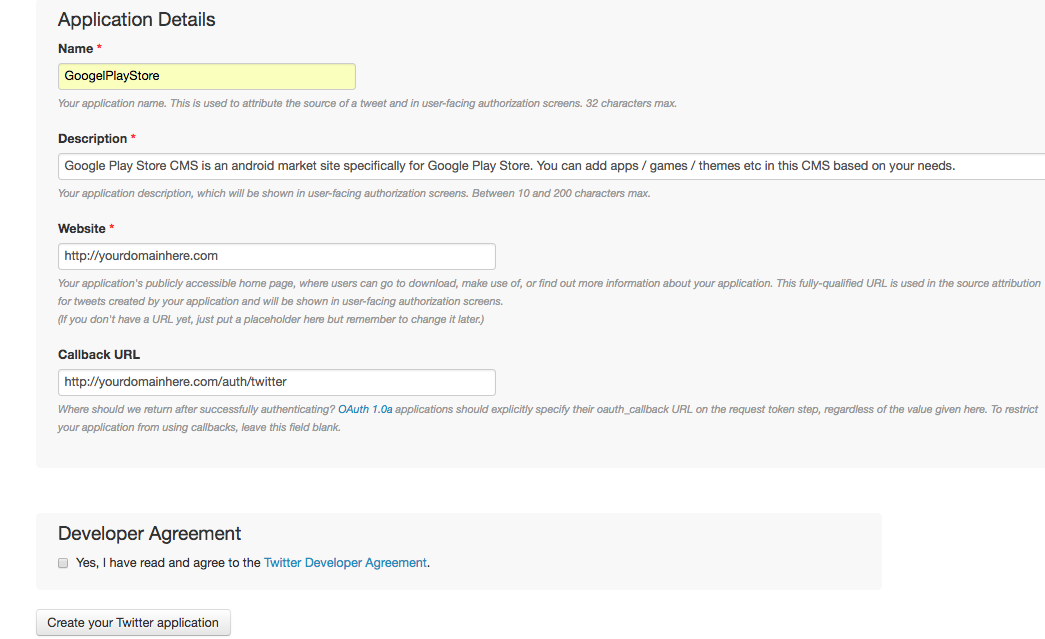 Application Details
Name *
GoogelPlayStore
Your application name. This is used to attribute the source of a tweet and in user-facing authorization screens. 32 characters max.
Description *
Google Play Store CMS is an android market site specifically for Google Play Store. You can add apps / games / themes etc in this CMS based on your needs.
Your application description, which will be shown in user-facing authorization screens. Between 10 and 200 characters max.
Website *
http://yourdomainhere.com
Your application's publicly accessible home page, where users can go to download, make use of, or find out more information about your application. This fully-qualified URL is used in the source attribution
for tweets created by your application and will be shown in user-facing authorization screens.
(If you don't have a URL yet, just put a placeholder here but remember to change it later.)
Callback URL
http://yourdomainhere.com/auth/twitter
Where should we return after successfully authenticating? OAuth 1.0a applications should explicitly specify their oauth_callback URL on the request token step, regardless of the value given here. To restrict
your application from using callbacks, leave this field blank.
Developer Agreement
Yes, I have read and agree to the Twitter Developer Agreement.
Create your Twitter application